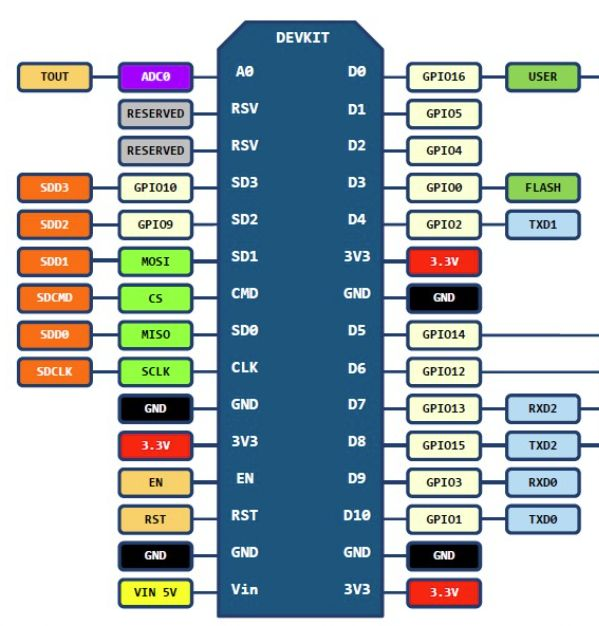 DEVKIT
TOUT ADC0 A0 D0 GPIO16 USER
RESERVED RSV D1 GPIO5
RESERVED RSV D2 GPIO4
SDD3 GPIO10 SD3 D3 GPIO0 FLASH
SDD2 GPIO9 SD2 D4 GPIO2 TXD1
SDD1 MOSI SD1 3V3 3.3V
SDCMD CS CMD GND GND
SDD0 MISO SD0 D5 GPIO14
SDCLK SCLK CLK D6 GPIO12
GND GND D7 GPIO13 RXD2
3.3V 3V3 D8 GPIO15 TXD2
EN EN D9 GPIO3 RXD0
RST RST D10 GPIO1 TXD0
GND GND GND GND
VIN 5V Vin 3V3 3.3V